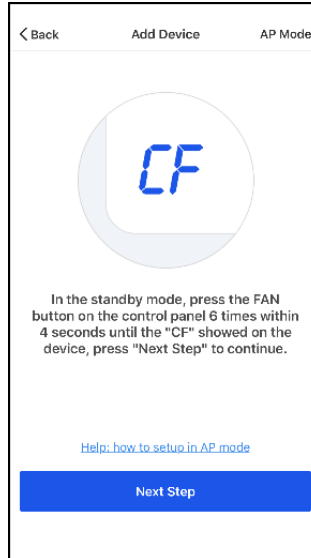 Back Add Device AP Mode
CF
In the standby mode, press the FAN
button on the control panel 6 times within
4 seconds until the "CF" showed on the
device, press "Next Step" to continue.
Help: how to setup in AP mode
Next Step